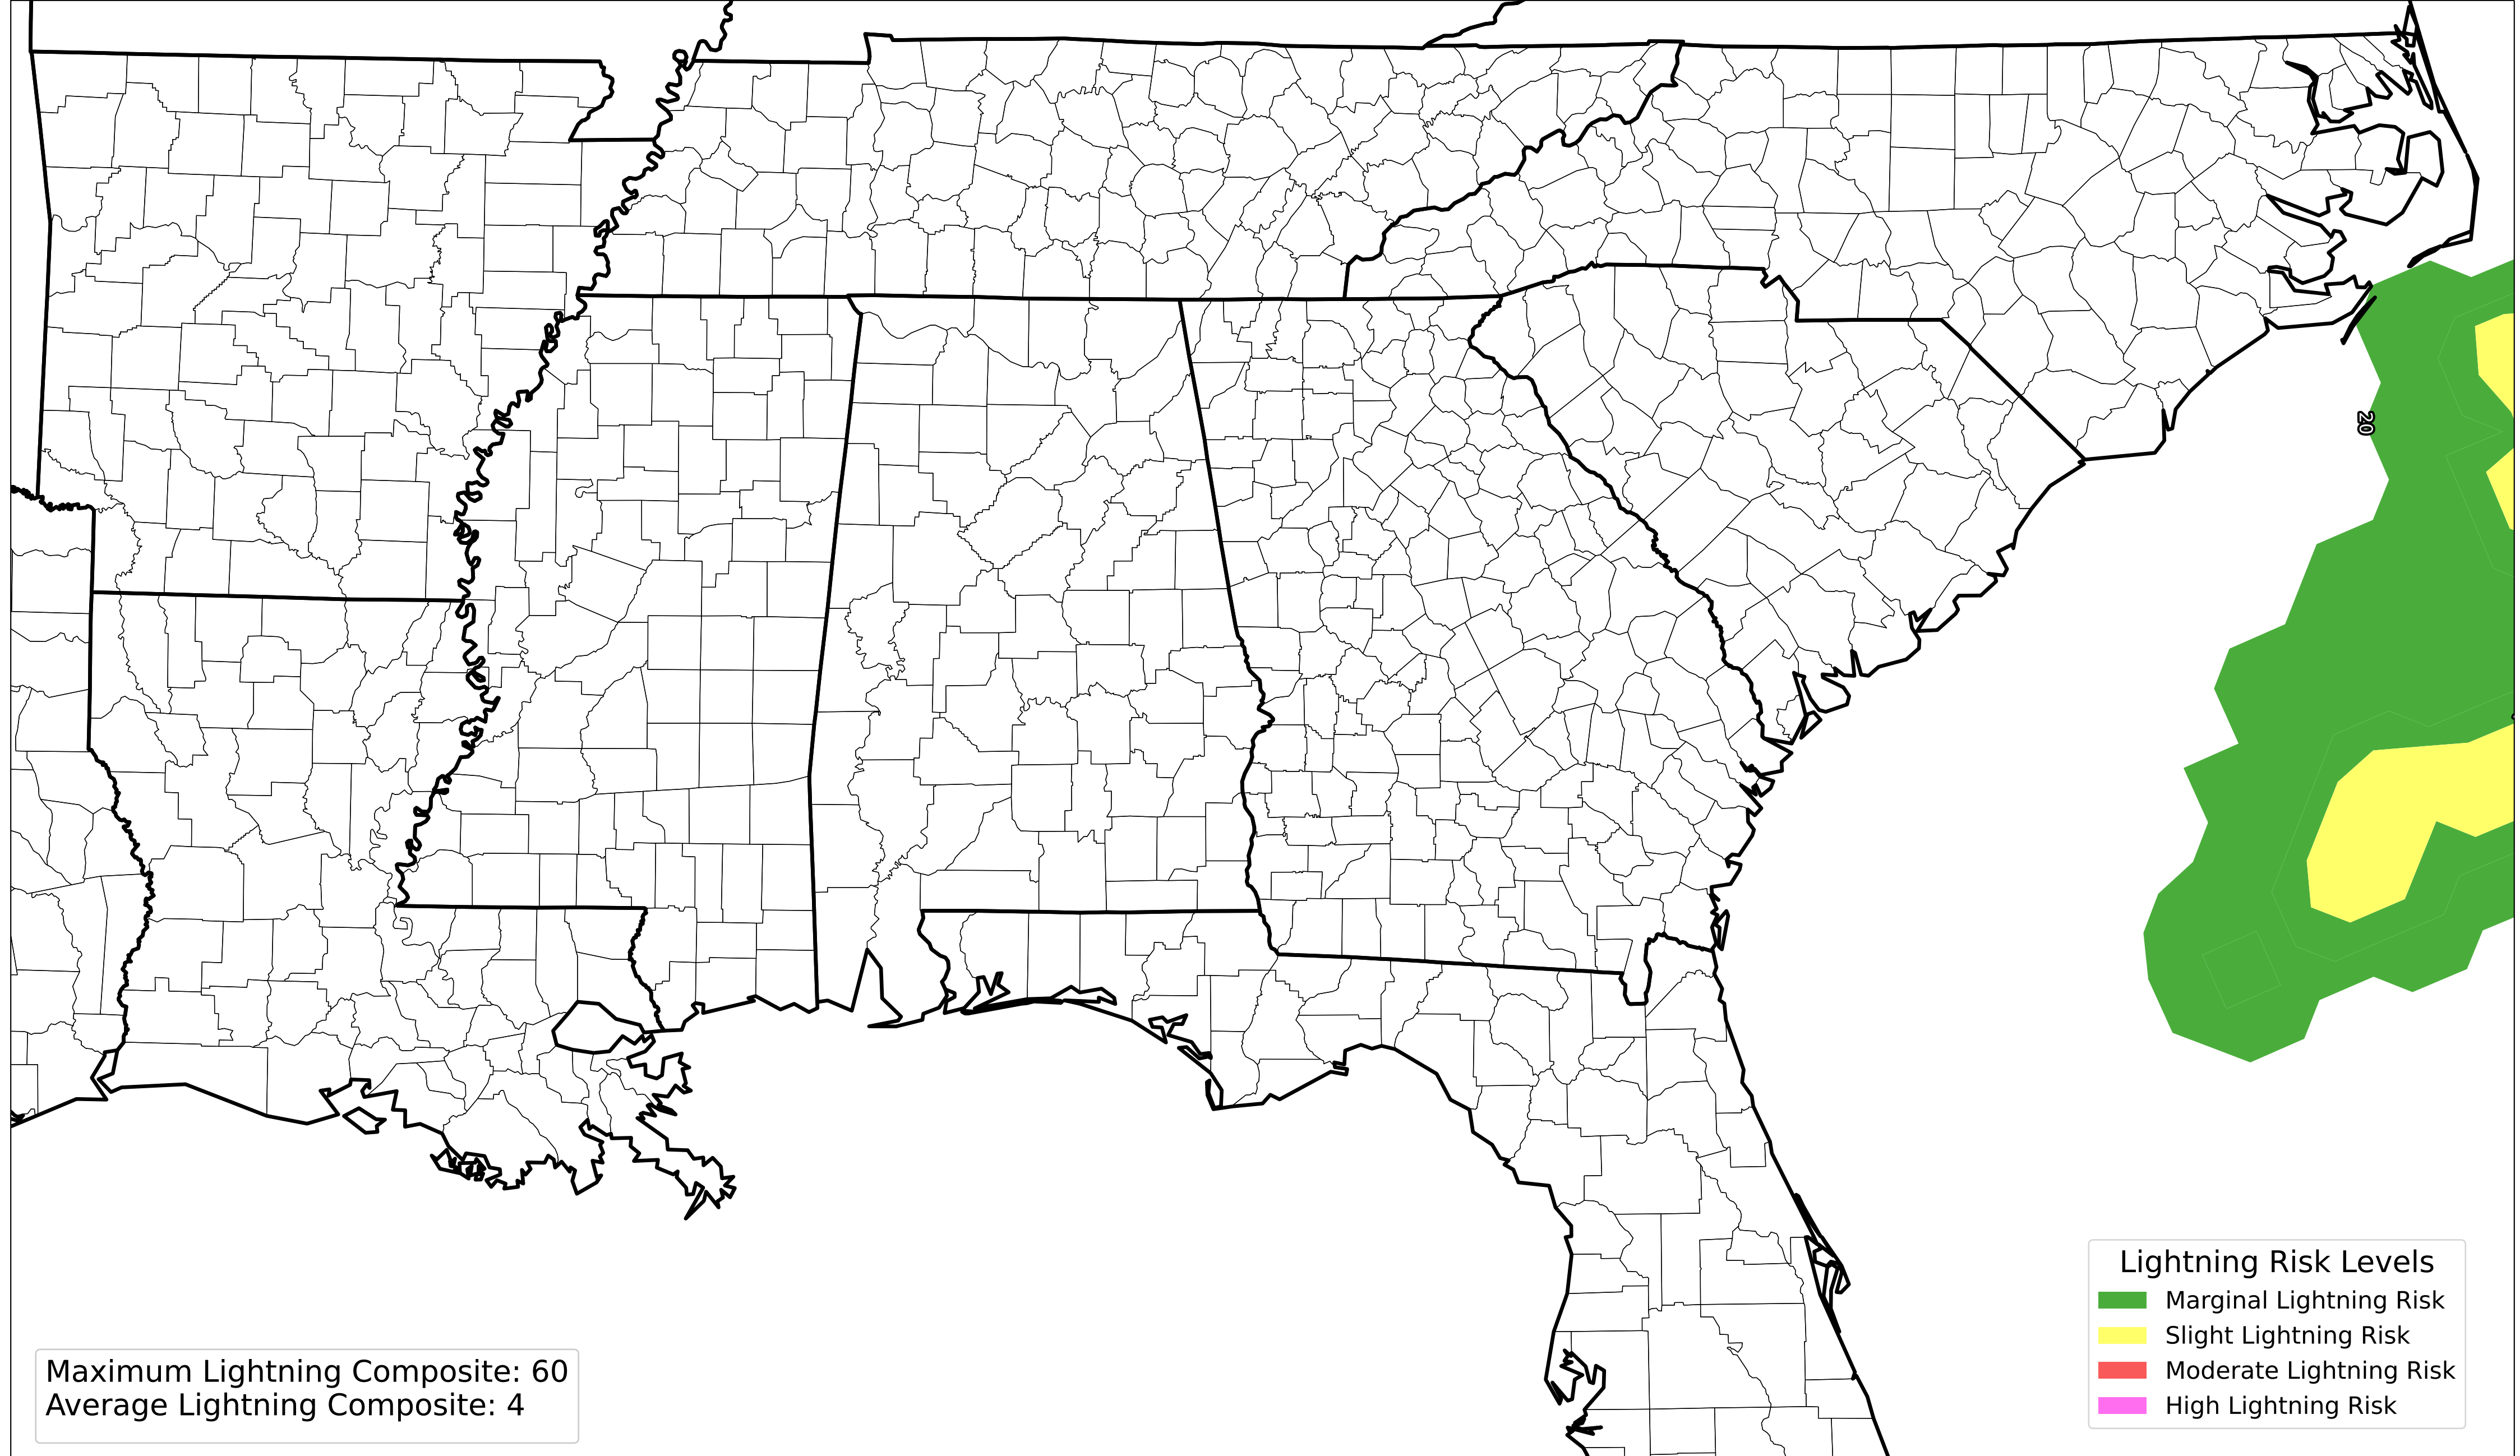 20
Lightning Risk Levels
Marginal Lightning Risk
Slight Lightning Risk
Moderate Lightning Risk
High Lightning Risk
Maximum Lightning Composite: 60
Average Lightning Composite: 4